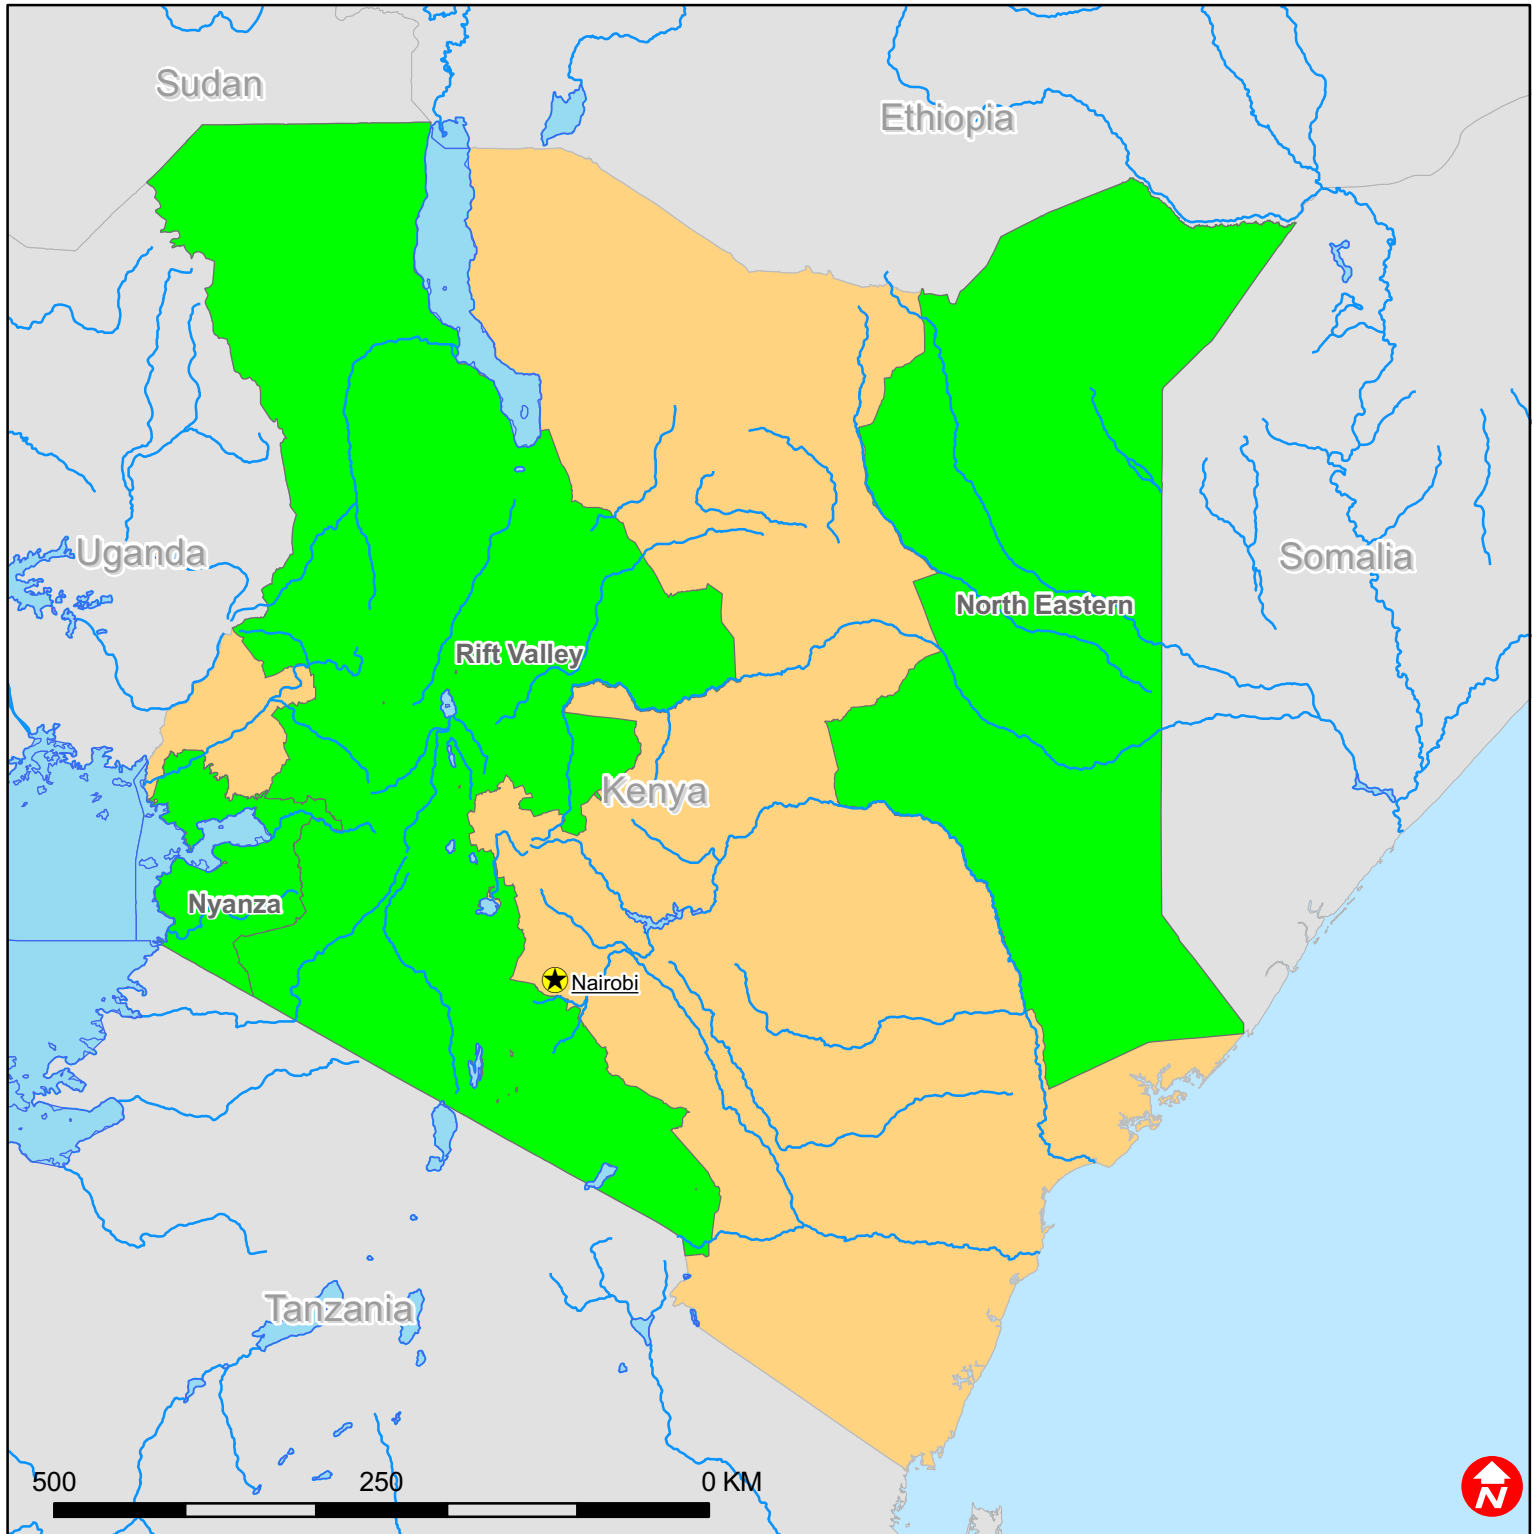 Sudan
Ethiopia
Uganda
Somalia
North Eastern
Rift Valley
Kenya
Nyanza
Nairobi
Tanzania
500 250 0 KM
N